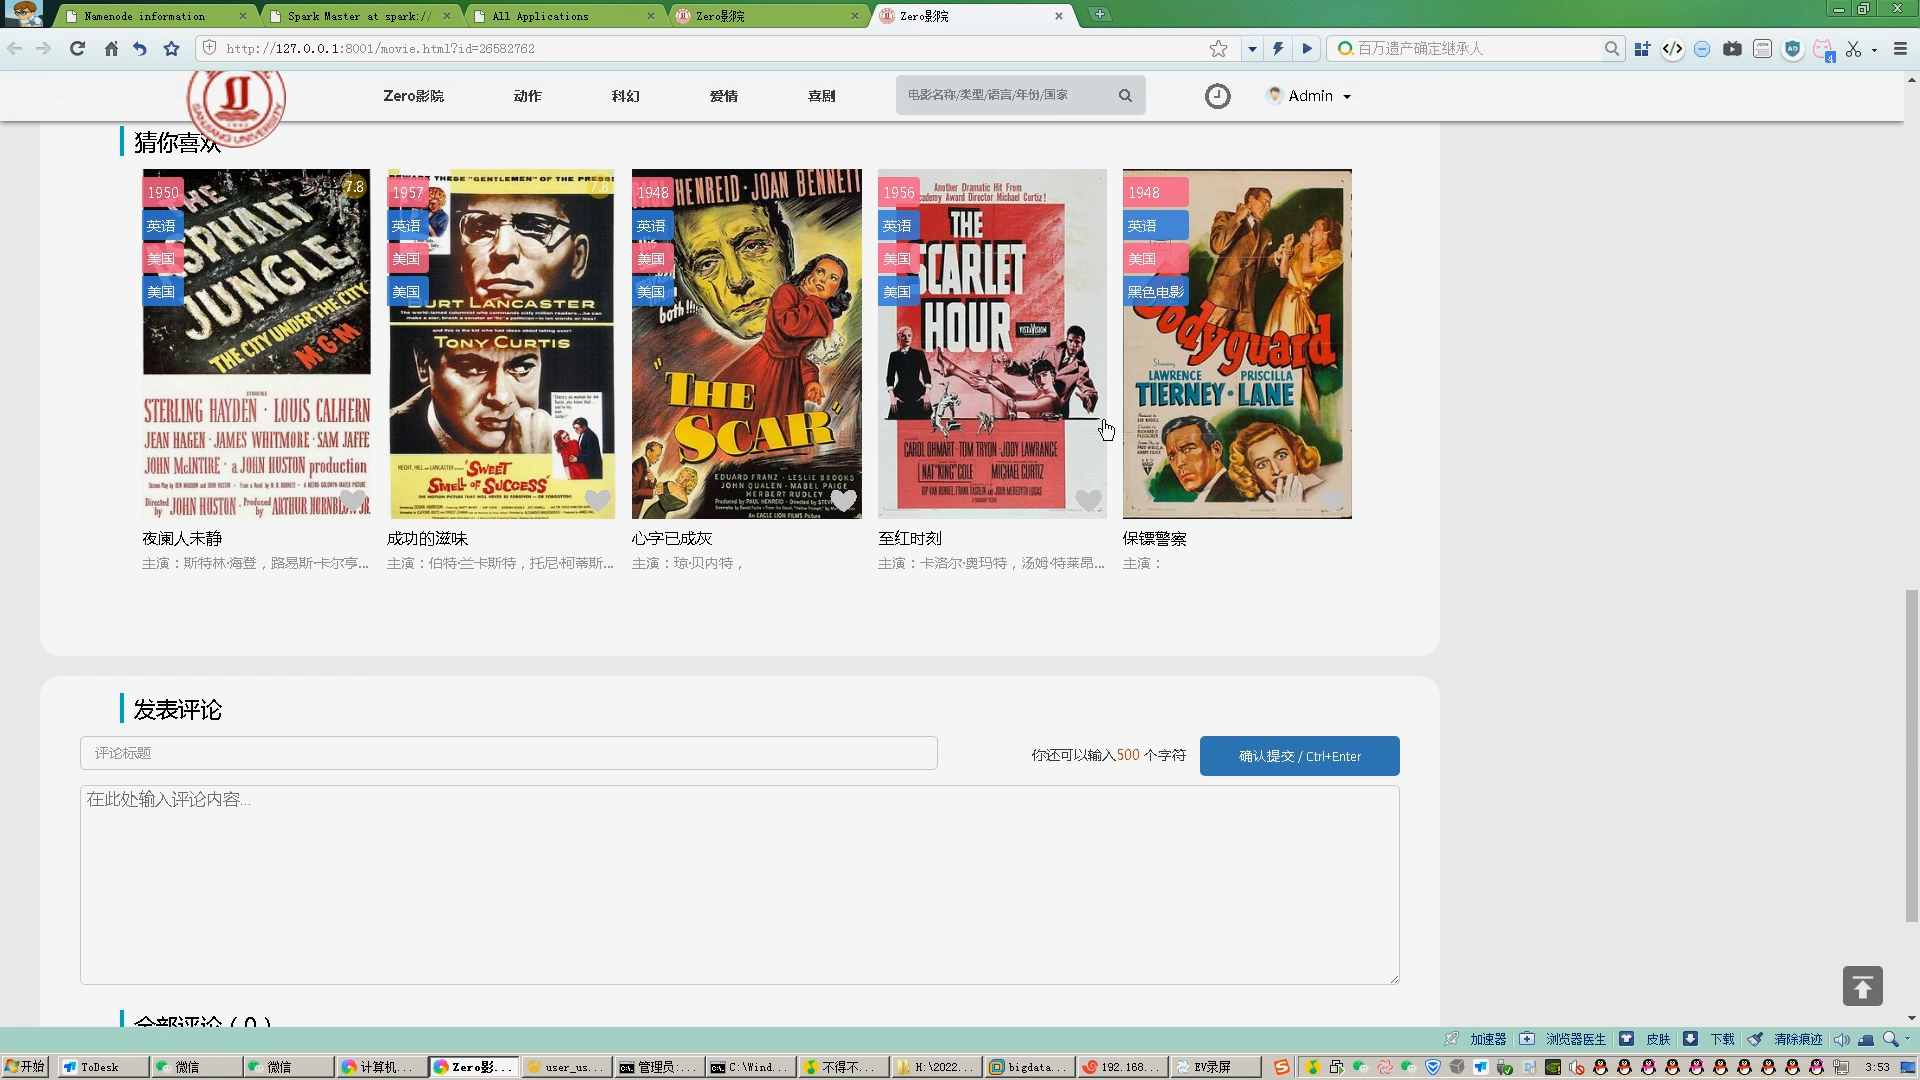 Namenode information
Spark Master at spark://
All Applications
Zero影院
Zero影院
http://127.0.0.1:8001/movie.html?id=26582762
百万遗产确定继承人
Zero影院
动作
科幻
爱情
喜剧
电影名称/类型/语言/年份/国家
Admin
猜你喜欢
1950
7.8
英语
美国
美国
THE
ASPHALT
JUNGLE
THE CITY UNDER THE CITY
M-G-M
STERLING HAYDEN · LOUIS CALHERN
JEAN HAGEN · JAMES WHITMORE · SAM JAFFE
JOHN McINTIRE · a JOHN HUSTON production
Directed by JOHN HUSTON · Produced by ARTHUR HORNBLOW, JR.
夜阑人未静
主演：斯特林·海登，路易斯·卡尔亨...
1957
7.8
英语
美国
美国
THESE "GENTLEMEN" OF THE PRESS!
BURT LANCASTER
TONY CURTIS
SWEET
SMELL OF SUCCESS
成功的滋味
主演：伯特·兰卡斯特，托尼·柯蒂斯...
1948
英语
美国
美国
HENREID · JOAN BENNETT
both!!!
"THE
SCAR"
EDUARD FRANZ · LESLIE BROOKS
JOHN QUALEN · MABEL PAIGE
HERBERT RUDLEY
Produced by PAUL HENREID
An EAGLE LION FILMS Picture
心字已成灰
主演：琼·贝内特，
1956
英语
美国
美国
Another Dramatic Hit From
Academy Award Director Michael Curtiz!
THE
SCARLET
HOUR
VISTAVISION
CAROL OHMART · TOM TRYON · JODY LAWRANCE
NAT "KING" COLE
MICHAEL CURTIZ
至红时刻
主演：卡洛尔·奥玛特，汤姆·特莱昂...
1948
英语
美国
黑色电影
Bodyguard
Starring
LAWRENCE PRISCILLA
TIERNEY · LANE
RKO
保镖警察
主演：
发表评论
评论标题
你还可以输入500 个字符
确认提交 / Ctrl+Enter
在此处输入评论内容...
全部评论（0）
加速器
浏览器医生
皮肤
下载
清除痕迹
开始
ToDesk
微信
微信
计算机...
Zero影...
user_us...
管理员:...
C:\Wind...
不得不...
H:\2022...
bigdata...
192.168...
EV录屏
3:53